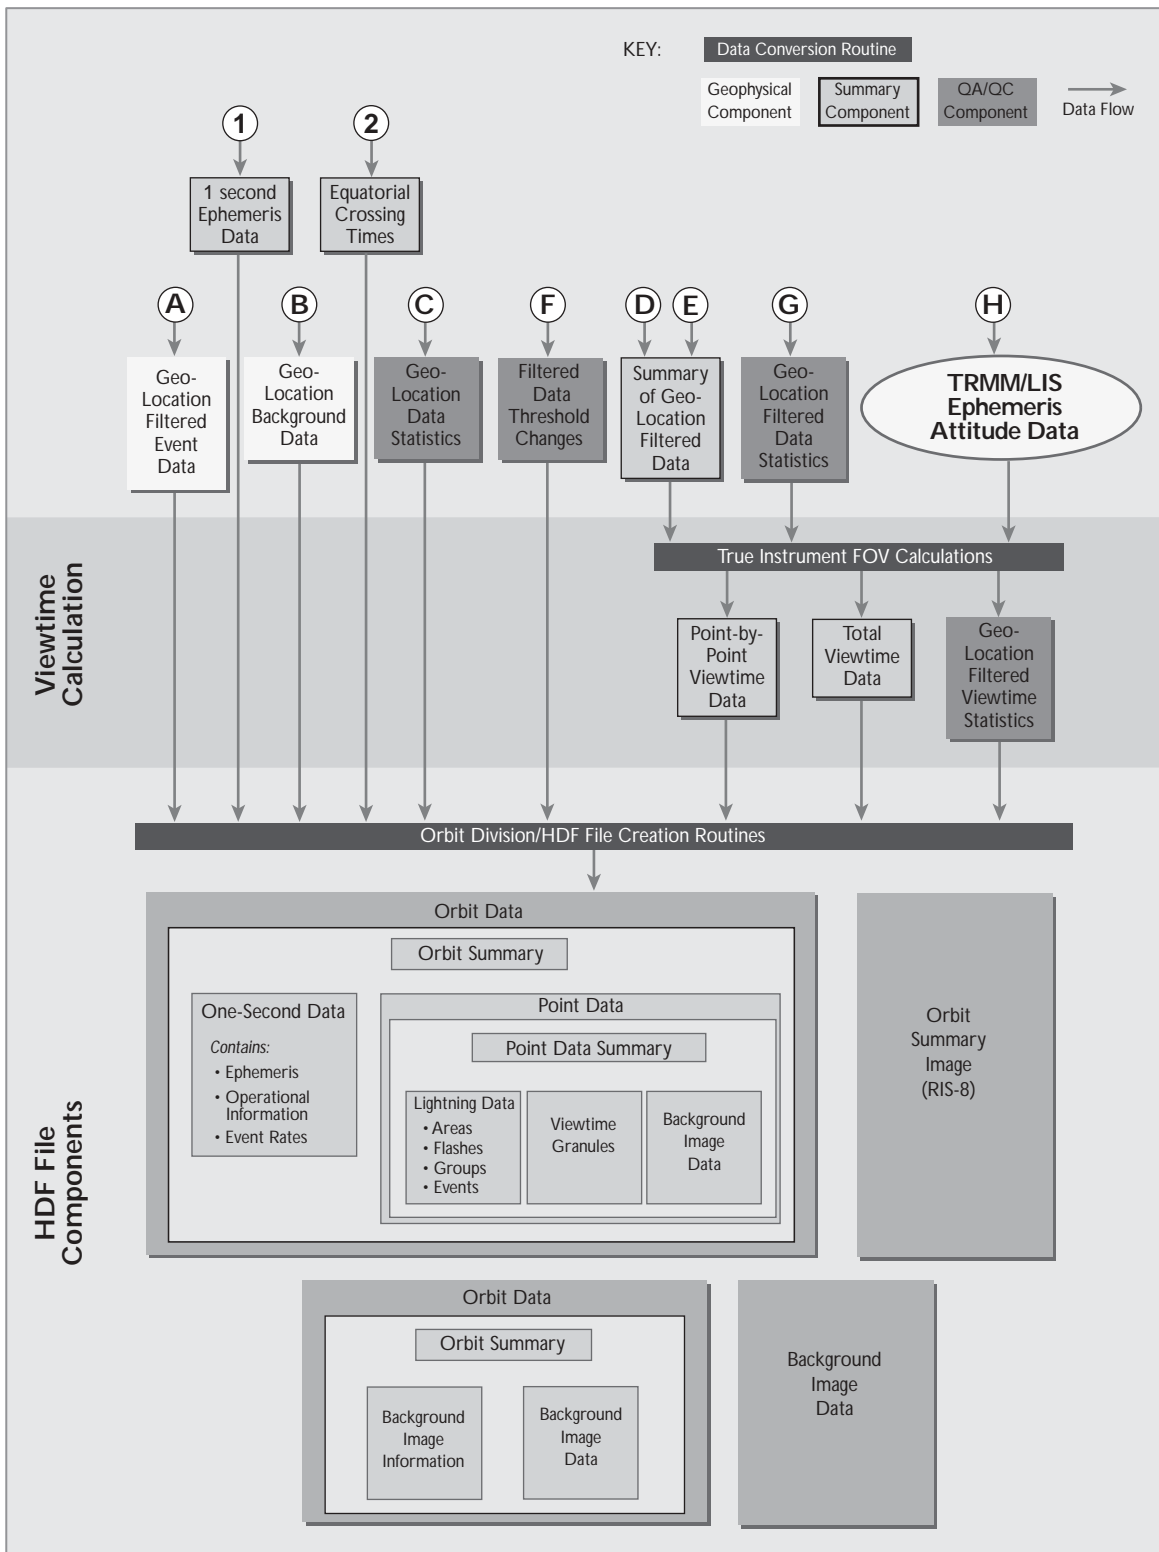 KEY:
Data Conversion Routine
Geophysical
Component
Summary
Component
QA/QC
Component
Data Flow
1
2
1 second
Ephemeris
Data
Equatorial
Crossing
Times
A
B
C
F
D
E
G
H
Geo-
Location
Filtered
Event
Data
Geo-
Location
Background
Data
Geo-
Location
Data
Statistics
Filtered
Data
Threshold
Changes
Summary
of Geo-
Location
Filtered
Data
Geo-
Location
Filtered
Data
Statistics
TRMM/LIS
Ephemeris
Attitude Data
Viewtime
Calculation
True Instrument FOV Calculations
Point-by-
Point
Viewtime
Data
Total
Viewtime
Data
Geo-
Location
Filtered
Viewtime
Statistics
Orbit Division/HDF File Creation Routines
HDF File
Components
Orbit Data
Orbit Summary
One-Second Data
Contains:
• Ephemeris
• Operational
Information
• Event Rates
Point Data
Point Data Summary
Lightning Data
• Areas
• Flashes
• Groups
• Events
Viewtime
Granules
Background
Image
Data
Orbit
Summary
Image
(RIS-8)
Orbit Data
Orbit Summary
Background
Image
Information
Background
Image
Data
Background
Image
Data